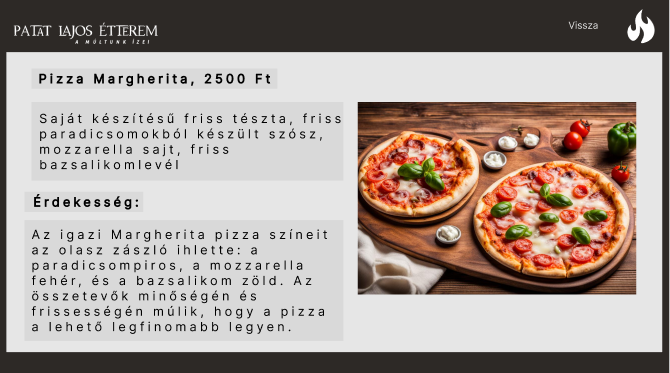 PATAT LAJOS ÉTTEREM
A MÚLTUNK ÍZEI
Vissza
Pizza Margherita, 2500 Ft
Saját készítésű friss tészta, friss
paradicsomokból készült szósz,
mozzarella sajt, friss
bazsalikomlevél
Érdekesség:
Az igazi Margherita pizza színeit
az olasz zászló ihlette: a
paradicsompiros, a mozzarella
fehér, és a bazsalikom zöld. Az
összetevők minőségén és
frissességén múlik, hogy a pizza
a lehető legfinomabb legyen.